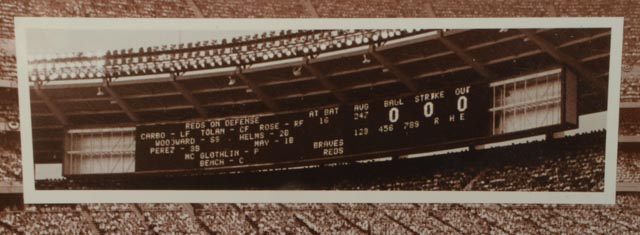 REDS ON DEFENSE
CARBO - LF TOLAN - CF ROSE - RF
WOODWARD - SS HELMS - 2B
PEREZ - 3B MAY - 1B
MC GLOTHLIN - P
BENCH - C
AT BAT AVG BALL STRIKE OUT
16 247 0 0 0
123 456 789 R H E
BRAVES
REDS